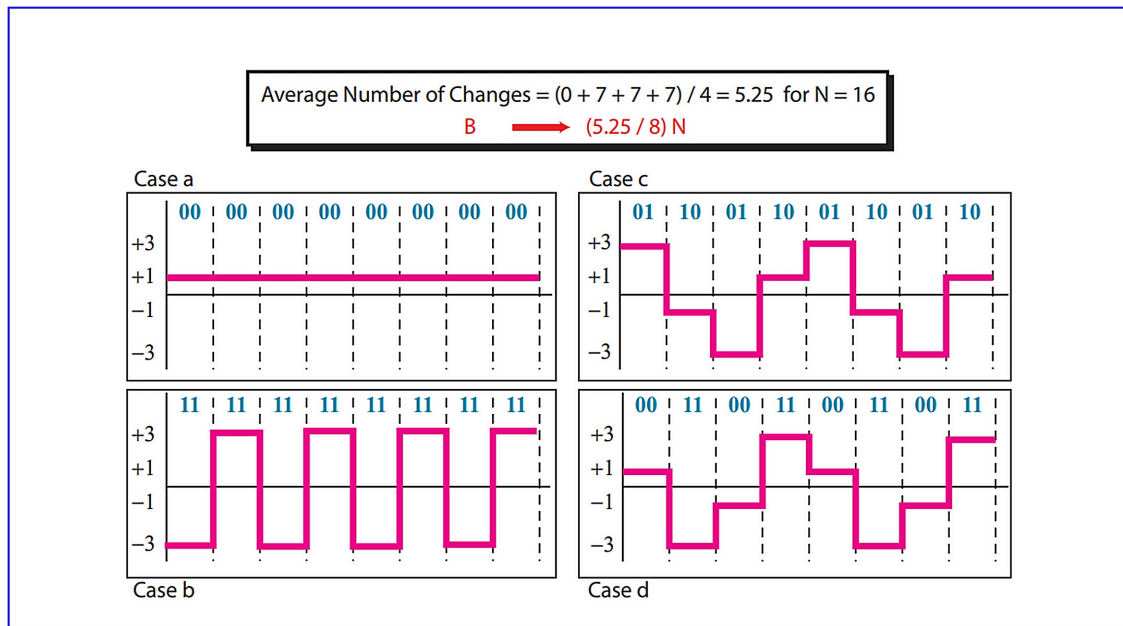 Average Number of Changes = (0 + 7 + 7 + 7) / 4 = 5.25 for N = 16
B (5.25 / 8) N
Case a
00 00 00 00 00 00 00 00
+3
+1
−1
−3
Case c
01 10 01 10 01 10 01 10
+3
+1
−1
−3
11 11 11 11 11 11 11 11
+3
+1
−1
−3
Case b
00 11 00 11 00 11 00 11
+3
+1
−1
−3
Case d